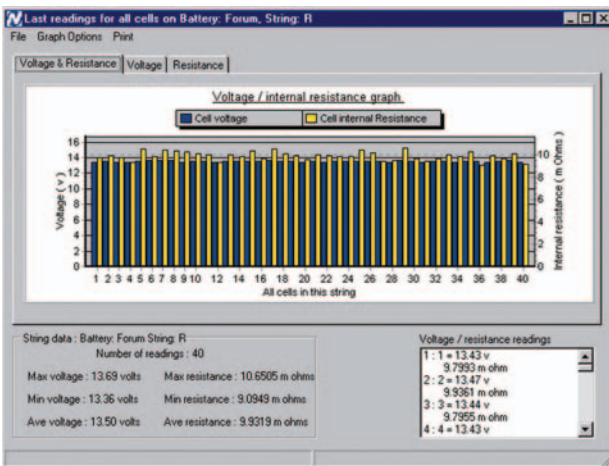 Last readings for all cells on Battery: Forum, String: R
File Graph Options Print
Voltage & Resistance Voltage Resistance
Voltage / internal resistance graph
Cell voltage Cell internal Resistance
Voltage ( v )
16
14
12
10
8
6
4
2
0
10
8
6
4
2
0
Internal resistance ( m Ohms )
1 2 3 4 5 6 7 8 9 10 12 14 16 18 20 22 24 26 28 30 32 34 36 38 40
All cells in this string
String data : Battery: Forum String: R
Number of readings : 40
Max voltage : 13.69 volts Max resistance : 10.6505 m ohms
Min voltage : 13.36 volts Min resistance : 9.0949 m ohms
Ave voltage : 13.50 volts Ave resistance : 9.9319 m ohms
Voltage / resistance readings
1 : 1 = 13.43 v
9.7993 m ohm
2 : 2 = 13.47 v
9.9361 m ohm
3 : 3 = 13.44 v
9.7955 m ohm
4 : 4 = 13.43 v